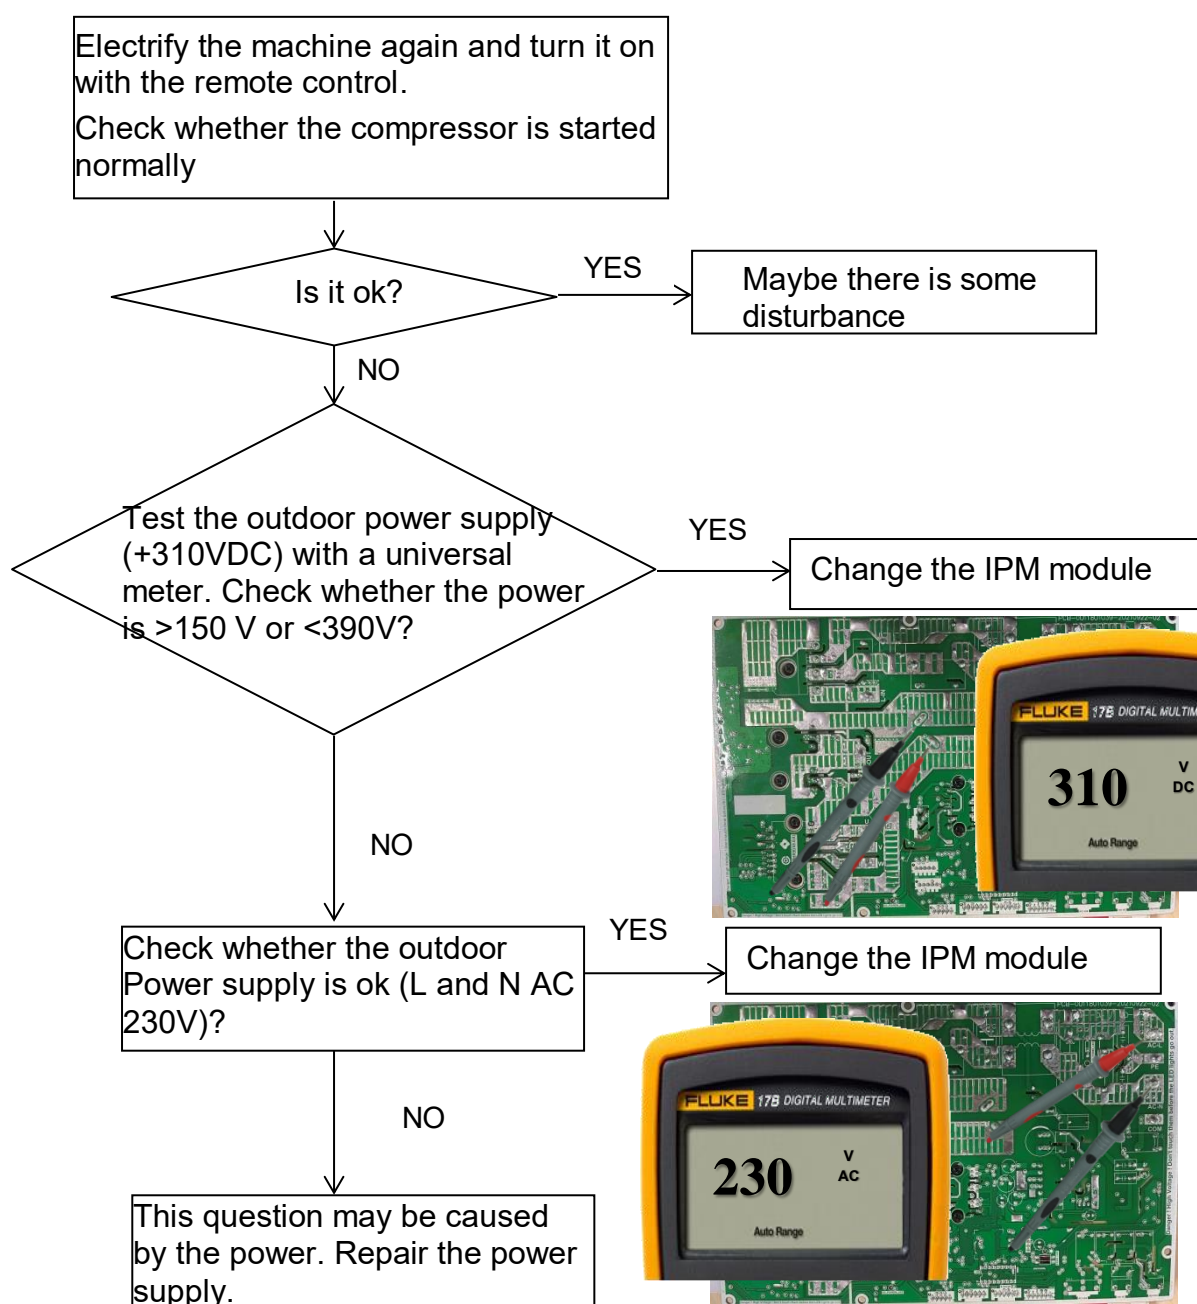 Electrify the machine again and turn it on
with the remote control.
Check whether the compressor is started
normally
Is it ok?
YES
Maybe there is some
disturbance
NO
Test the outdoor power supply
(+310VDC) with a universal
meter. Check whether the power
is >150 V or <390V?
YES
Change the IPM module
FLUKE 17B DIGITAL MULTIM
310
V
DC
Auto Range
NO
Check whether the outdoor
Power supply is ok (L and N AC
230V)?
YES
Change the IPM module
AC-L
PE
AC-N
COM
FLUKE 17B DIGITAL MULTIMETER
230
V
AC
Auto Range
NO
This question may be caused
by the power. Repair the power
supply.